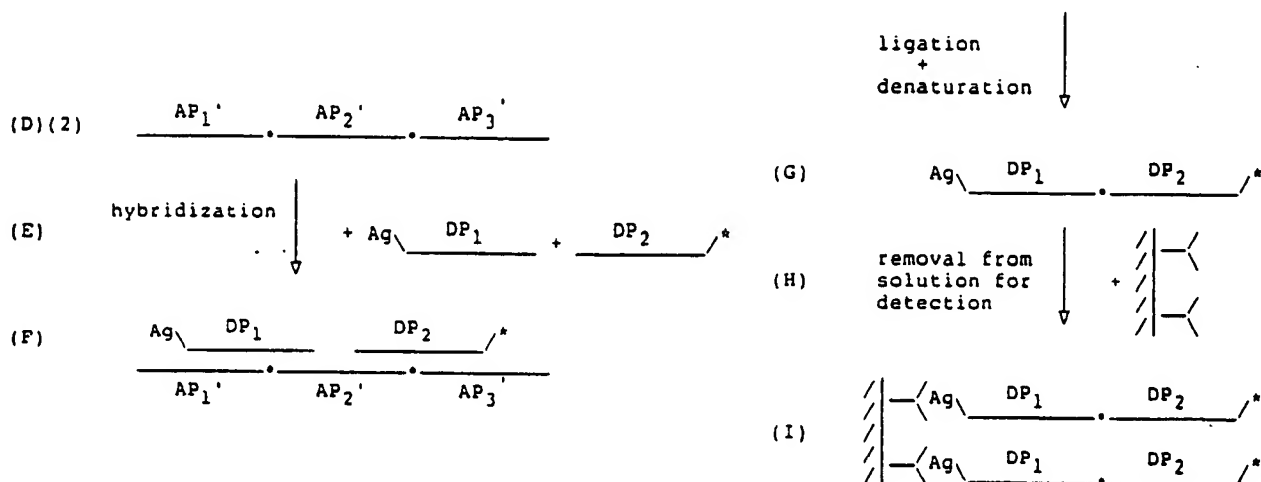 (D)(2) AP₁' AP₂' AP₃'
(E) hybridization + Ag DP₁ + DP₂ *
(F) Ag DP₁ DP₂ *
AP₁' AP₂' AP₃'
ligation
+
denaturation
(G) Ag DP₁ DP₂ *
(H) removal from
solution for
detection
+
(I) Ag DP₁ DP₂ *
Ag DP₁ DP₂ *